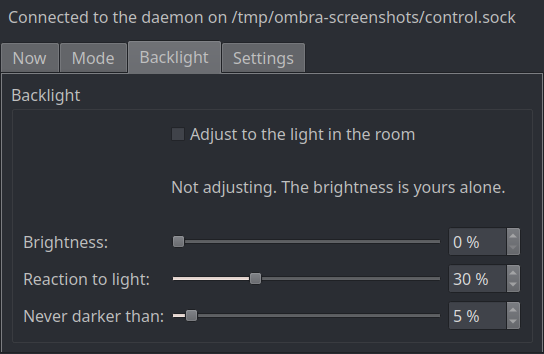 Connected to the daemon on /tmp/ombra-screenshots/control.sock
Now Mode Backlight Settings
Backlight
Adjust to the light in the room
Not adjusting. The brightness is yours alone.
Brightness: 0 %
Reaction to light: 30 %
Never darker than: 5 %